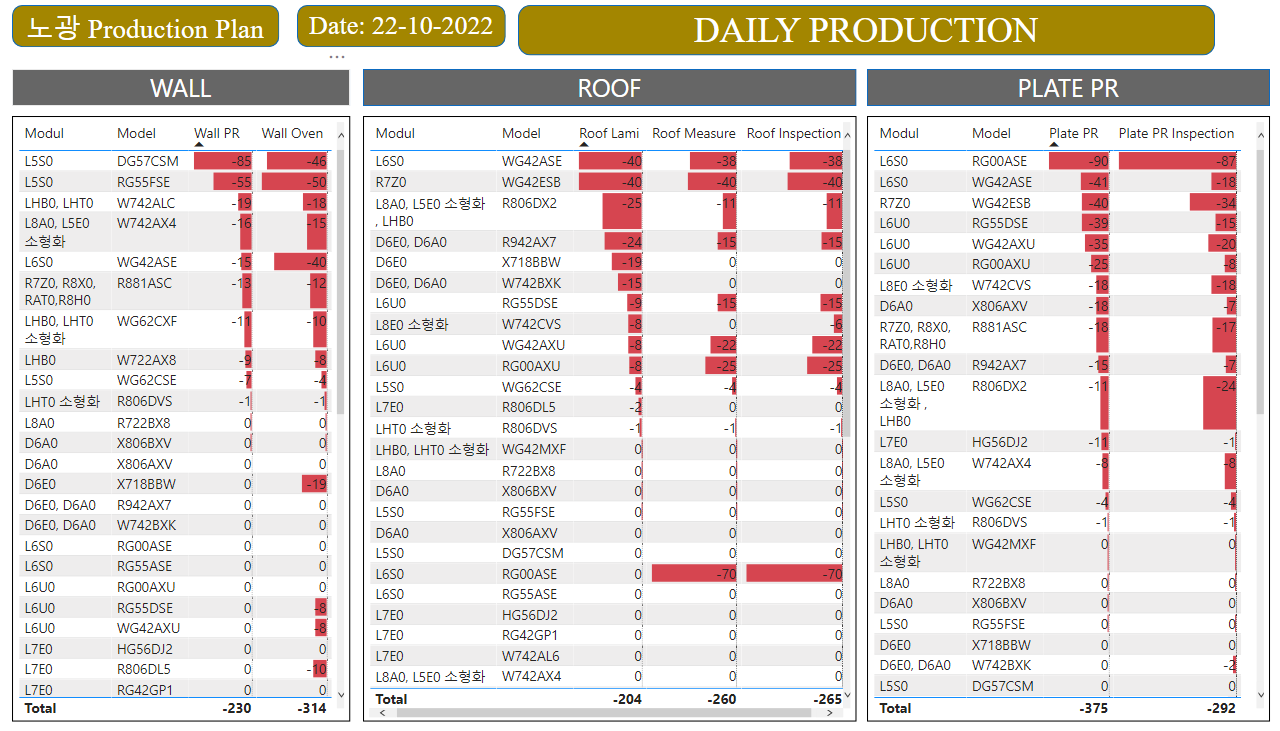 노광 Production Plan
Date: 22-10-2022
DAILY PRODUCTION
WALL
Modul Model Wall PR Wall Oven
L5S0 DG57CSM -85 -46
L5S0 RG55FSE -55 -50
LHB0, LHT0 W742ALC -19 -18
L8A0, L5E0 W742AX4 -16 -15
소형화
L6S0 WG42ASE -15 -40
R7Z0, R8X0, R881ASC -13 -12
RAT0,R8H0
LHB0, LHT0 WG62CXF -11 -10
소형화
LHB0 W722AX8 -9 -8
L5S0 WG62CSE -7 -4
LHT0 소형화 R806DVS -1 -1
L8A0 R722BX8 0 0
D6A0 X806BXV 0 0
D6A0 X806AXV 0 0
D6E0 X718BBW 0 -19
D6E0, D6A0 R942AX7 0 0
D6E0, D6A0 W742BXK 0 0
L6S0 RG00ASE 0 0
L6S0 RG55ASE 0 0
L6U0 RG00AXU 0 0
L6U0 RG55DSE 0 -8
L6U0 WG42AXU 0 -8
L7E0 HG56DJ2 0 0
L7E0 R806DL5 0 -10
L7E0 RG42GP1 0 0
Total -230 -314
ROOF
Modul Model Roof Lami Roof Measure Roof Inspection
L6S0 WG42ASE -40 -38 -38
R7Z0 WG42ESB -40 -40 -40
L8A0, L5E0 소형화 R806DX2 -25 -11 -11
, LHB0
D6E0, D6A0 R942AX7 -24 -15 -15
D6E0 X718BBW -19 0 0
D6E0, D6A0 W742BXK -15 0 0
L6U0 RG55DSE -9 -15 -15
L8E0 소형화 W742CVS -8 0 -6
L6U0 WG42AXU -8 -22 -22
L6U0 RG00AXU -8 -25 -25
L5S0 WG62CSE -4 -4 -4
L7E0 R806DL5 -2 0 0
LHT0 소형화 R806DVS -1 -1 -1
LHB0, LHT0 소형화 WG42MXF 0 0 0
L8A0 R722BX8 0 0 0
D6A0 X806BXV 0 0 0
L5S0 RG55FSE 0 0 0
D6A0 X806AXV 0 0 0
L5S0 DG57CSM 0 0 0
L6S0 RG00ASE 0 -70 -70
L6S0 RG55ASE 0 0 0
L7E0 HG56DJ2 0 0 0
L7E0 RG42GP1 0 0 0
L7E0 W742AL6 0 0 0
L8A0, L5E0 소형화 W742AX4 0 0 0
Total -204 -260 -265
PLATE PR
Modul Model Plate PR Plate PR Inspection
L6S0 RG00ASE -90 -87
L6S0 WG42ASE -41 -18
R7Z0 WG42ESB -40 -34
L6U0 RG55DSE -39 -15
L6U0 WG42AXU -35 -20
L6U0 RG00AXU -25 -8
L8E0 소형화 W742CVS -18 -18
D6A0 X806AXV -18 -7
R7Z0, R8X0, R881ASC -18 -17
RAT0,R8H0
D6E0, D6A0 R942AX7 -15 -7
L8A0, L5E0 R806DX2 -11 -24
소형화 ,
LHB0
L7E0 HG56DJ2 -11 -1
L8A0, L5E0 W742AX4 -8 -8
소형화
L5S0 WG62CSE -4 -4
LHT0 소형화 R806DVS -1 -1
LHB0, LHT0 WG42MXF 0 0
소형화
L8A0 R722BX8 0 0
D6A0 X806BXV 0 0
L5S0 RG55FSE 0 0
D6E0 X718BBW 0 0
D6E0, D6A0 W742BXK 0 -2
L5S0 DG57CSM 0 0
Total -375 -292